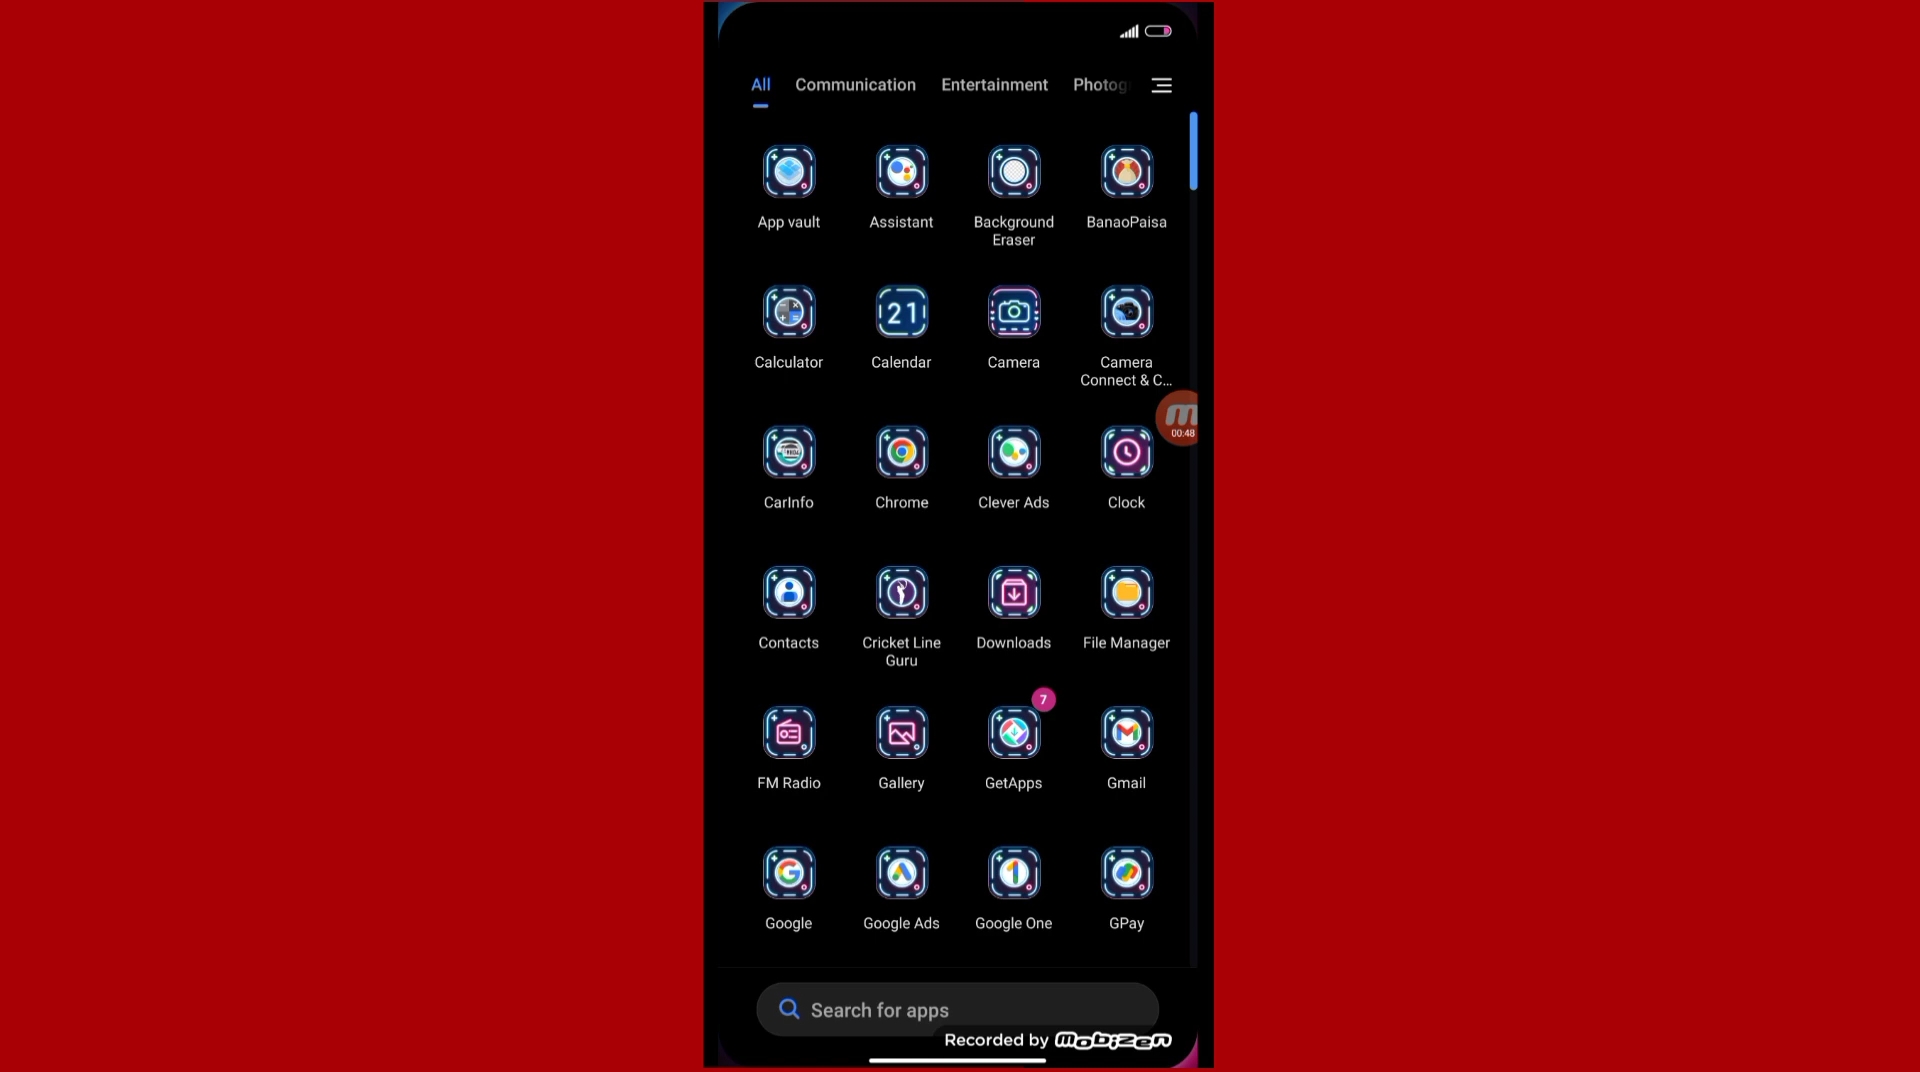 All Communication Entertainment Photog
App vault Assistant Background Eraser BanaoPaisa
21
Calculator Calendar Camera Camera Connect & C...
00:48
CarInfo Chrome Clever Ads Clock
Contacts Cricket Line Guru Downloads File Manager
7
FM Radio Gallery GetApps Gmail
Google Google Ads Google One GPay
Search for apps
Recorded by mobizen